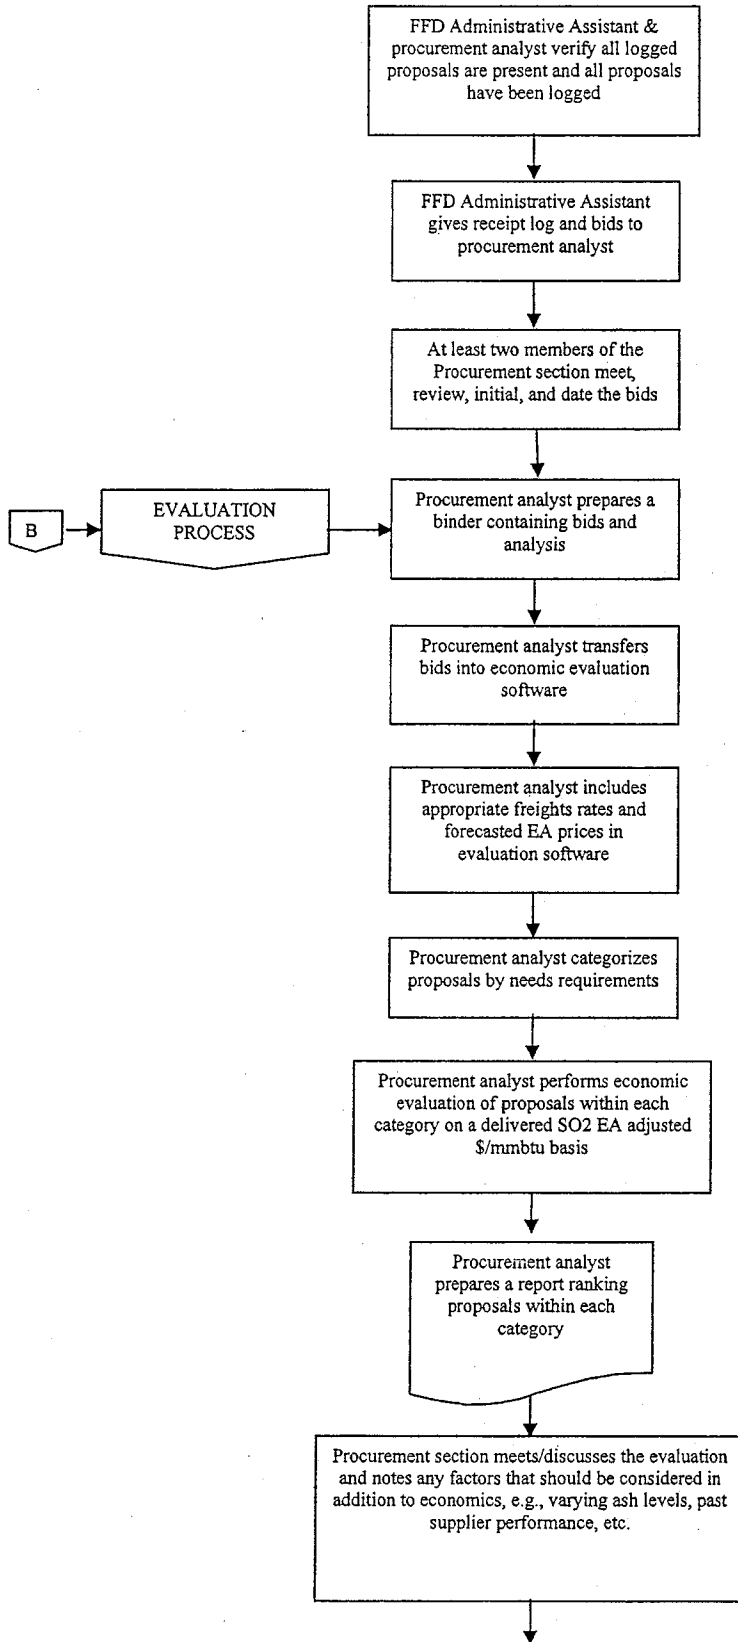 FFD Administrative Assistant &
procurement analyst verify all logged
proposals are present and all proposals
have been logged
FFD Administrative Assistant
gives receipt log and bids to
procurement analyst
At least two members of the
Procurement section meet,
review, initial, and date the bids
B
EVALUATION
PROCESS
Procurement analyst prepares a
binder containing bids and
analysis
Procurement analyst transfers
bids into economic evaluation
software
Procurement analyst includes
appropriate freights rates and
forecasted EA prices in
evaluation software
Procurement analyst categorizes
proposals by needs requirements
Procurement analyst performs economic
evaluation of proposals within each
category on a delivered SO2 EA adjusted
$/mmbtu basis
Procurement analyst
prepares a report ranking
proposals within each
category
Procurement section meets/discusses the evaluation
and notes any factors that should be considered in
addition to economics, e.g., varying ash levels, past
supplier performance, etc.